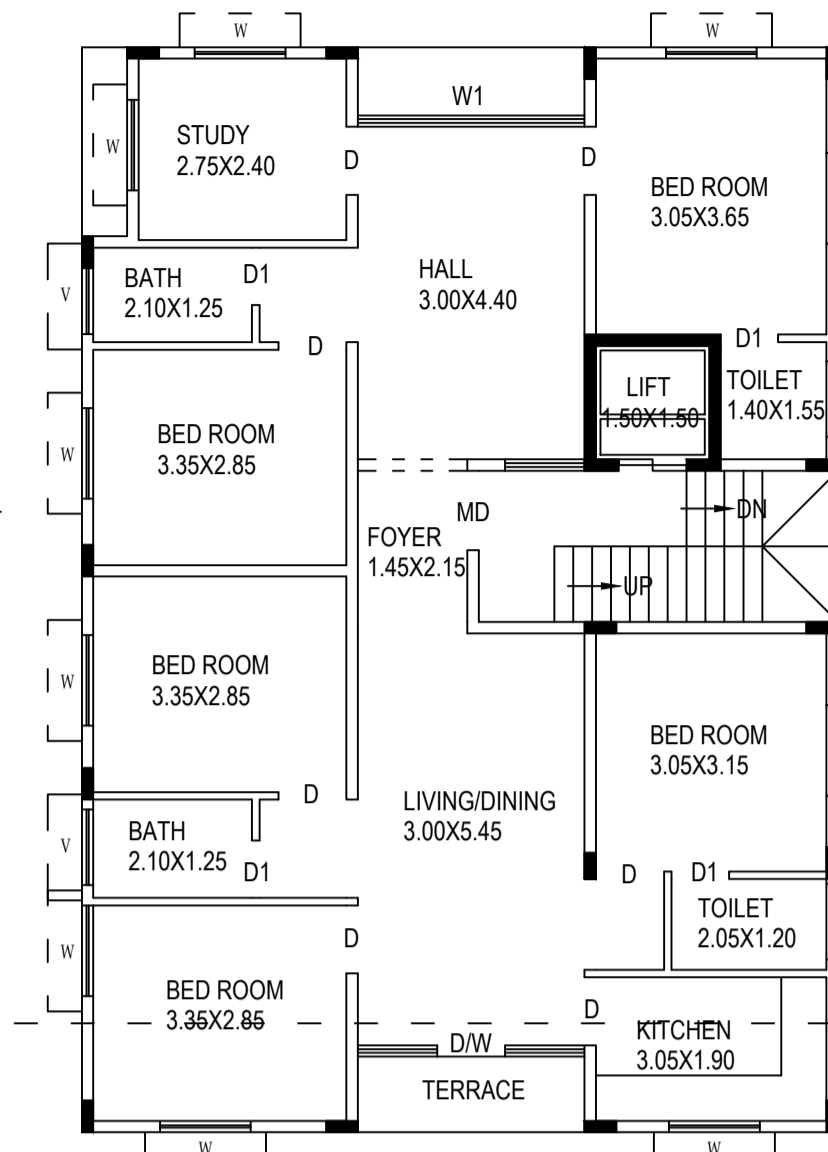 W
W
W1
W
STUDY
2.75X2.40
D
D
BED ROOM
3.05X3.65
V
BATH
2.10X1.25
D1
HALL
3.00X4.40
D
D1
LIFT
1.50X1.50
TOILET
1.40X1.55
W
BED ROOM
3.35X2.85
MD
DN
FOYER
1.45X2.15
UP
W
BED ROOM
3.35X2.85
BED ROOM
3.05X3.15
D
LIVING/DINING
3.00X5.45
V
BATH
2.10X1.25
D1
D
D1
TOILET
2.05X1.20
W
D
BED ROOM
3.35X2.85
D
KITCHEN
3.05X1.90
D/W
TERRACE
W
W